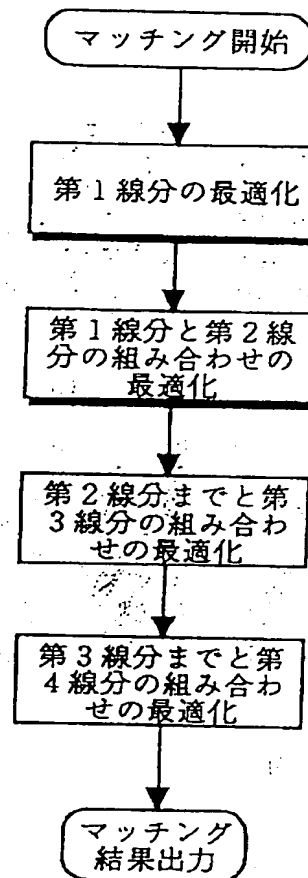 マッチング開始
第1線分の最適化
第1線分と第2線
分の組み合わせの
最適化
第2線分までと第
3線分の組み合わ
せの最適化
第3線分までと第
4線分の組み合わ
せの最適化
マッチング
結果出力